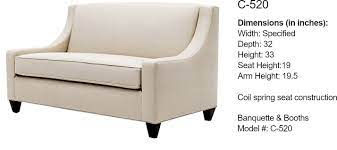 C-520
Dimensions (in inches):
Width: Specified
Depth: 32
Height: 33
Seat Height:19
Arm Height: 19.5
Coil spring seat construction
Banquette & Booths
Model #: C-520